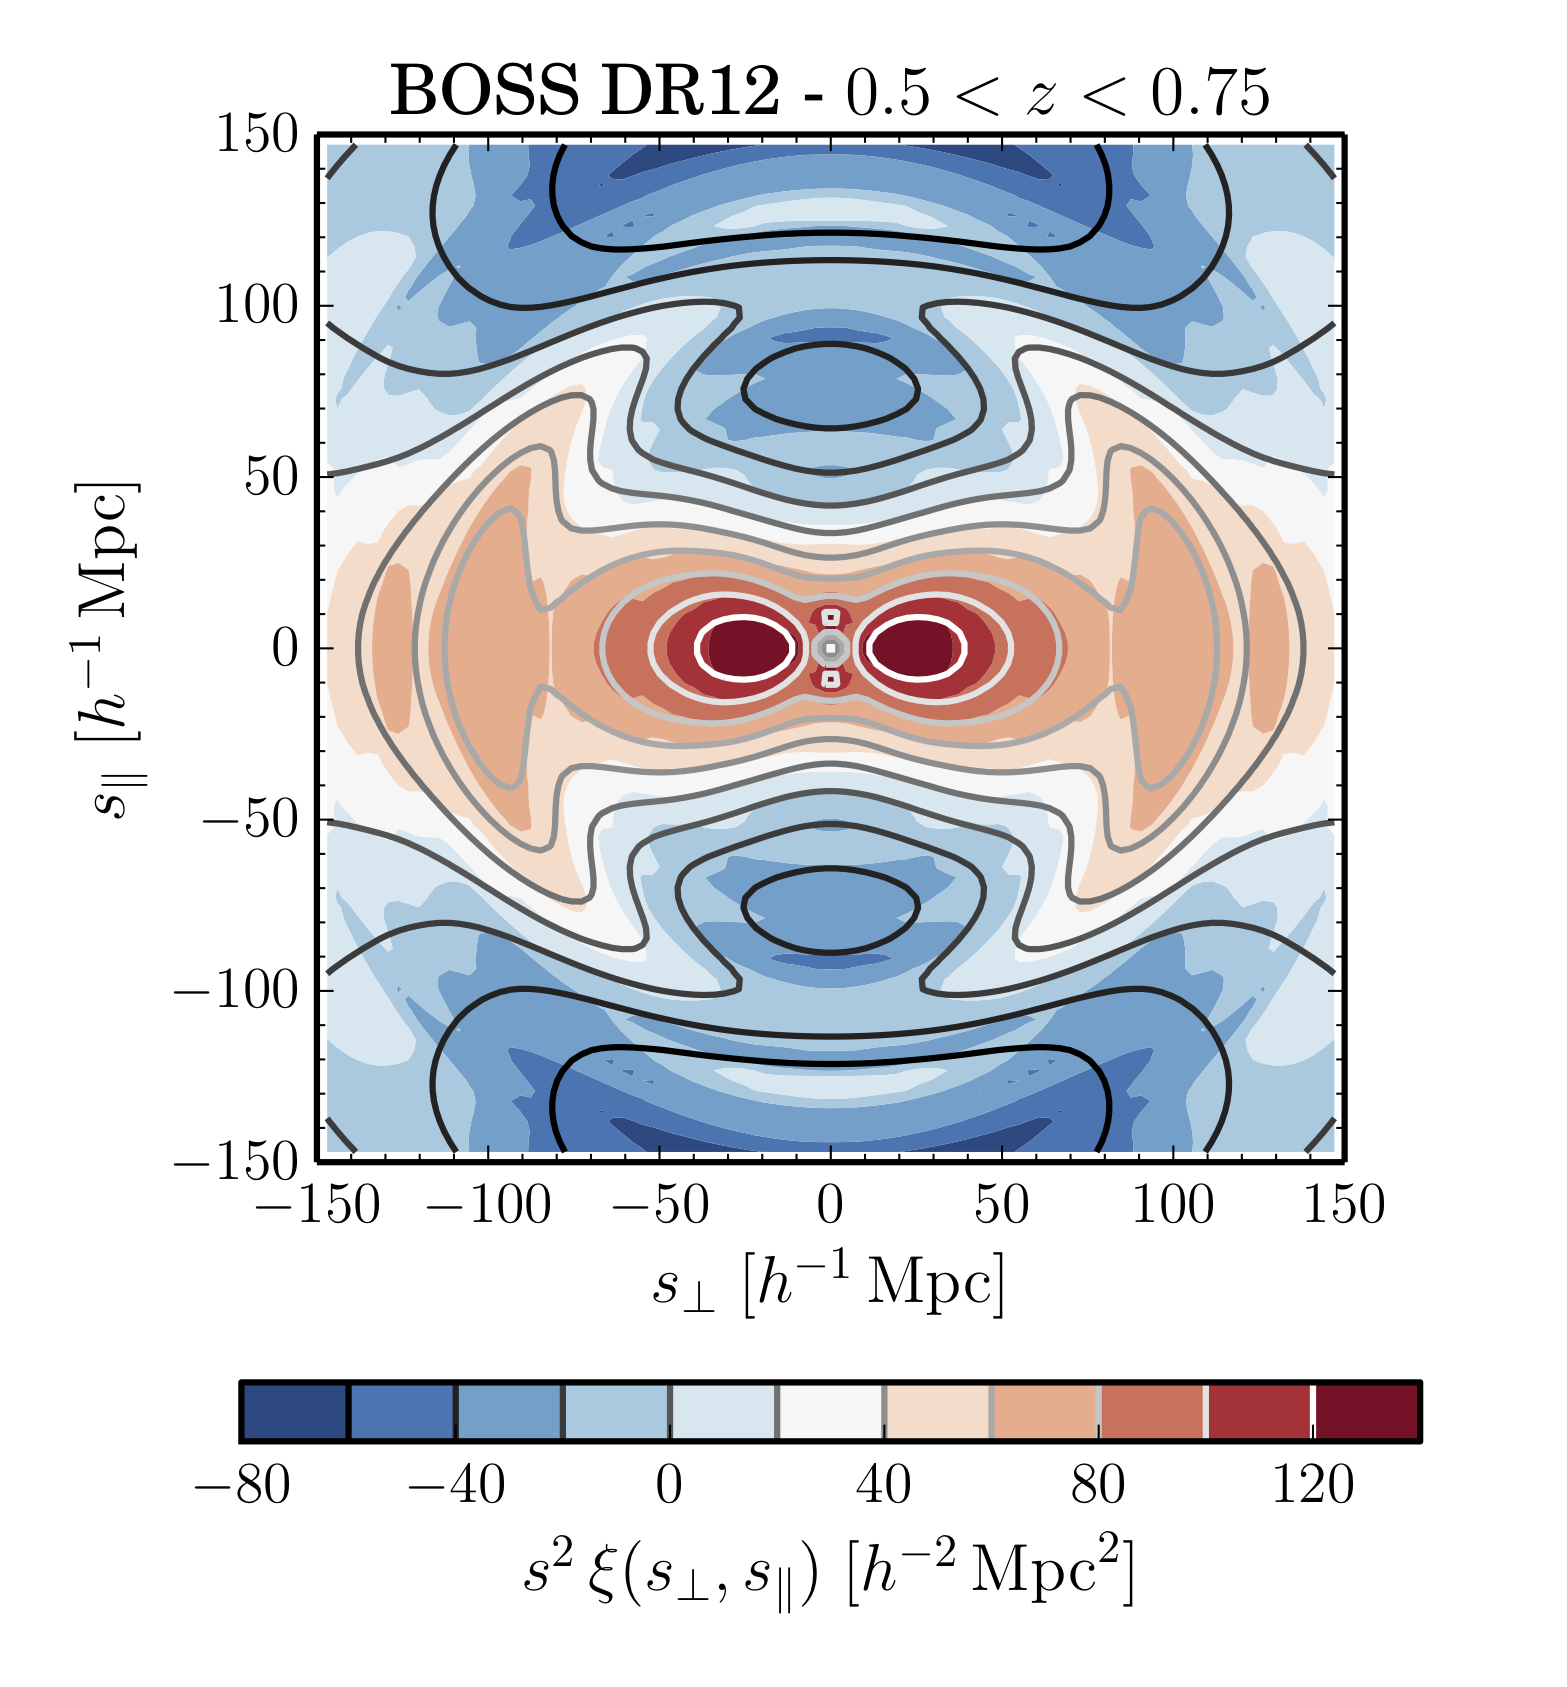 BOSS DR12 - 0.5 < z < 0.75
150
100
50
0
−50
−100
−150
s∥ [h⁻¹ Mpc]
−150 −100 −50 0 50 100 150
s⊥ [h⁻¹ Mpc]
−80 −40 0 40 80 120
s² ξ(s⊥, s∥) [h⁻² Mpc²]